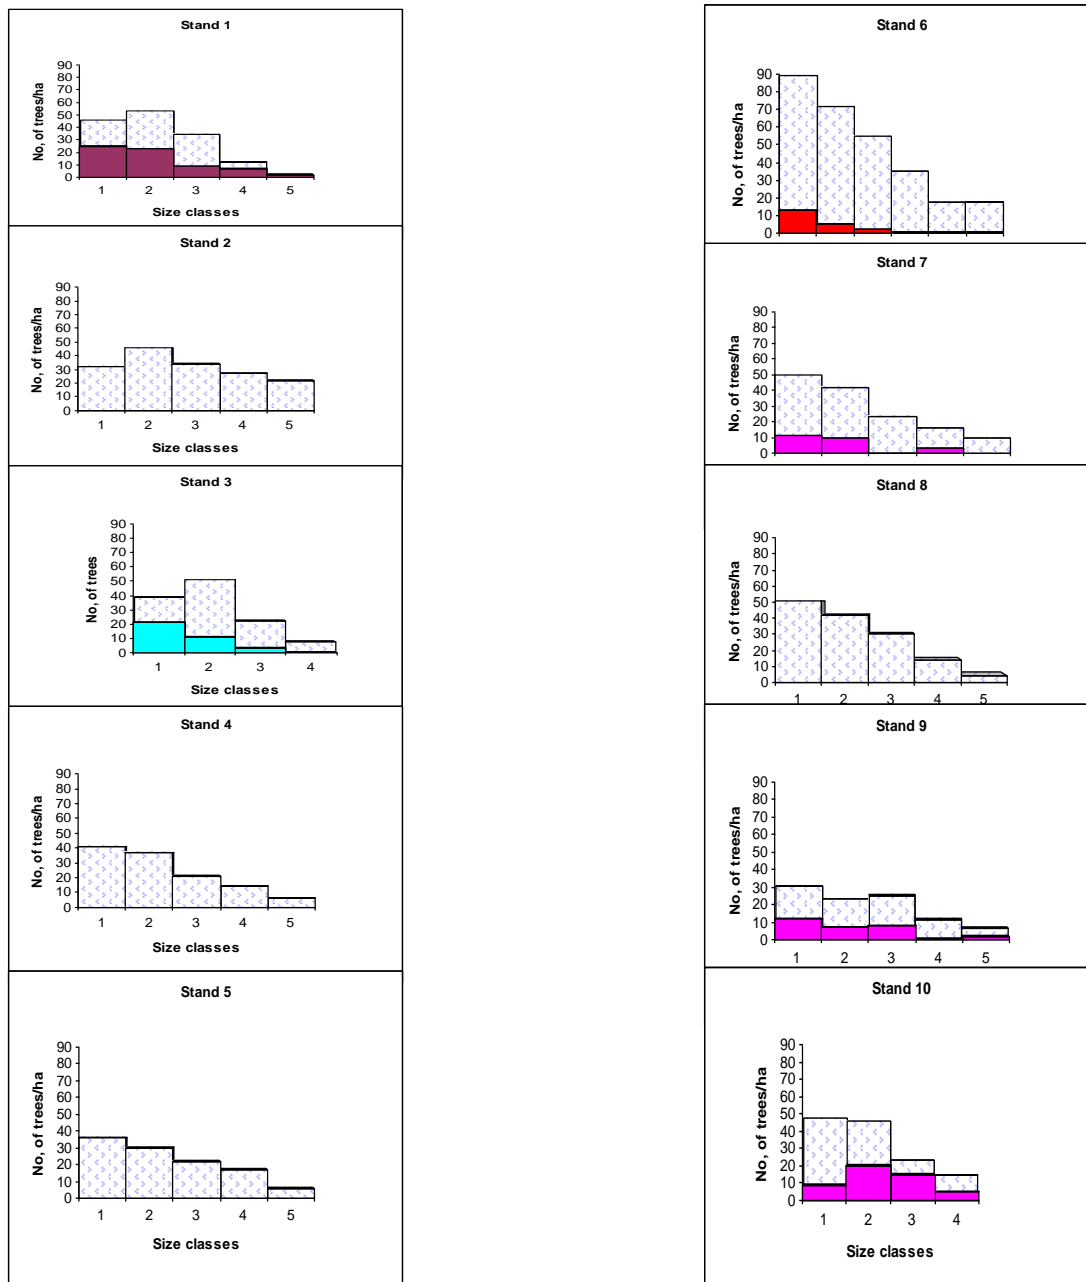 Stand 1
No, of trees/ha
90
80
70
60
50
40
30
20
10
0
1 2 3 4 5
Size classes
Stand 2
No, of trees/ha
90
80
70
60
50
40
30
20
10
0
1 2 3 4 5
Size classes
Stand 3
No, of trees
90
80
70
60
50
40
30
20
10
0
1 2 3 4
Size classes
Stand 4
No, of trees/ha
90
80
70
60
50
40
30
20
10
0
1 2 3 4 5
Size classes
Stand 5
No, of trees/ha
90
80
70
60
50
40
30
20
10
0
1 2 3 4 5
Size classes
Stand 6
No, of trees/ha
90
80
70
60
50
40
30
20
10
0
Stand 7
No, of trees/ha
90
80
70
60
50
40
30
20
10
0
Stand 8
No, of trees/ha
90
80
70
60
50
40
30
20
10
0
1 2 3 4 5
Stand 9
No, of trees/ha
90
80
70
60
50
40
30
20
10
0
1 2 3 4 5
Stand 10
No, of trees/ha
90
80
70
60
50
40
30
20
10
0
1 2 3 4
Size classes